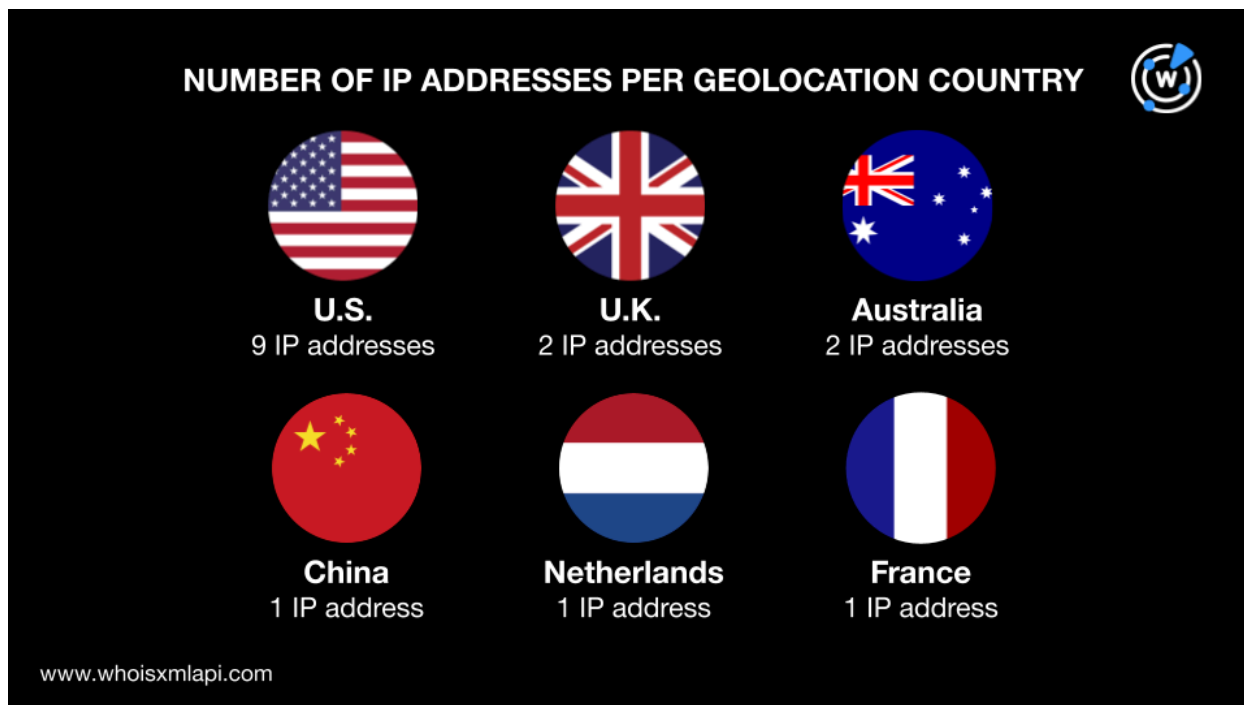 NUMBER OF IP ADDRESSES PER GEOLOCATION COUNTRY
W
U.S.
9 IP addresses
U.K.
2 IP addresses
Australia
2 IP addresses
China
1 IP address
Netherlands
1 IP address
France
1 IP address
www.whoisxmlapi.com